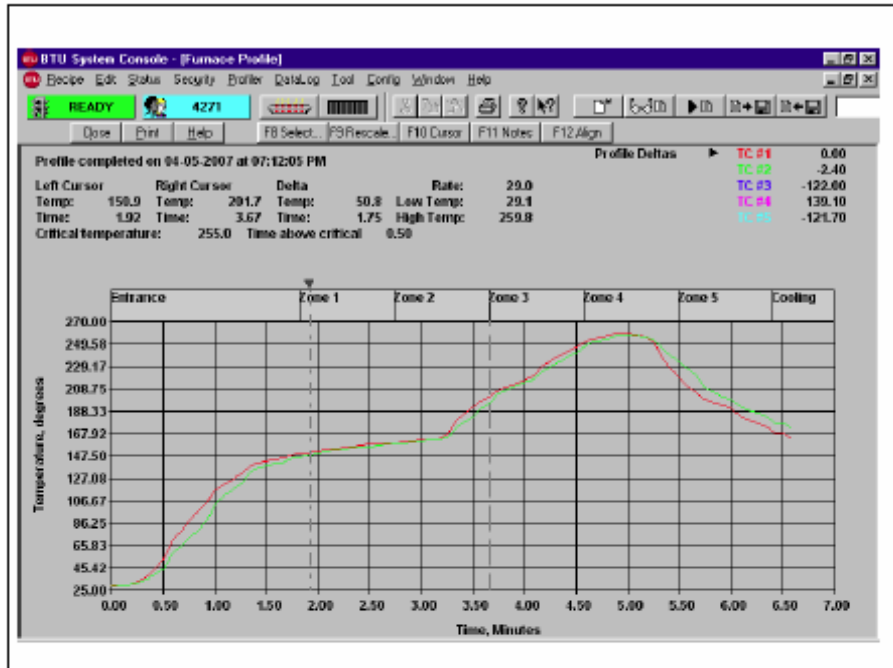 BTU System Console - [Furnace Profile]
Recipe Edit Status Security Profiler DataLog Tool Config Window Help
READY 4271
Close Print Help F8 Select... F9 Rescale... F10 Cursor F11 Notes F12 Align
Profile completed on 04-05-2007 at 07:12:05 PM
Profile Deltas TC #1 0.00
TC #2 -2.40
Left Cursor Right Cursor Delta Rate: 29.0 TC #3 -122.00
Temp: 150.9 Temp: 201.7 Temp: 50.8 Low Temp: 29.1 TC #4 139.10
Time: 1.92 Time: 3.67 Time: 1.75 High Temp: 259.8 TC #5 -121.70
Critical temperature: 255.0 Time above critical 0.50
Entrance Zone 1 Zone 2 Zone 3 Zone 4 Zone 5 Cooling
270.00
249.58
229.17
208.75
188.33
167.92
147.50
127.08
106.67
86.25
65.83
45.42
25.00
Temperature, degrees
0.00 0.50 1.00 1.50 2.00 2.50 3.00 3.50 4.00 4.50 5.00 5.50 6.00 6.50 7.00
Time, Minutes